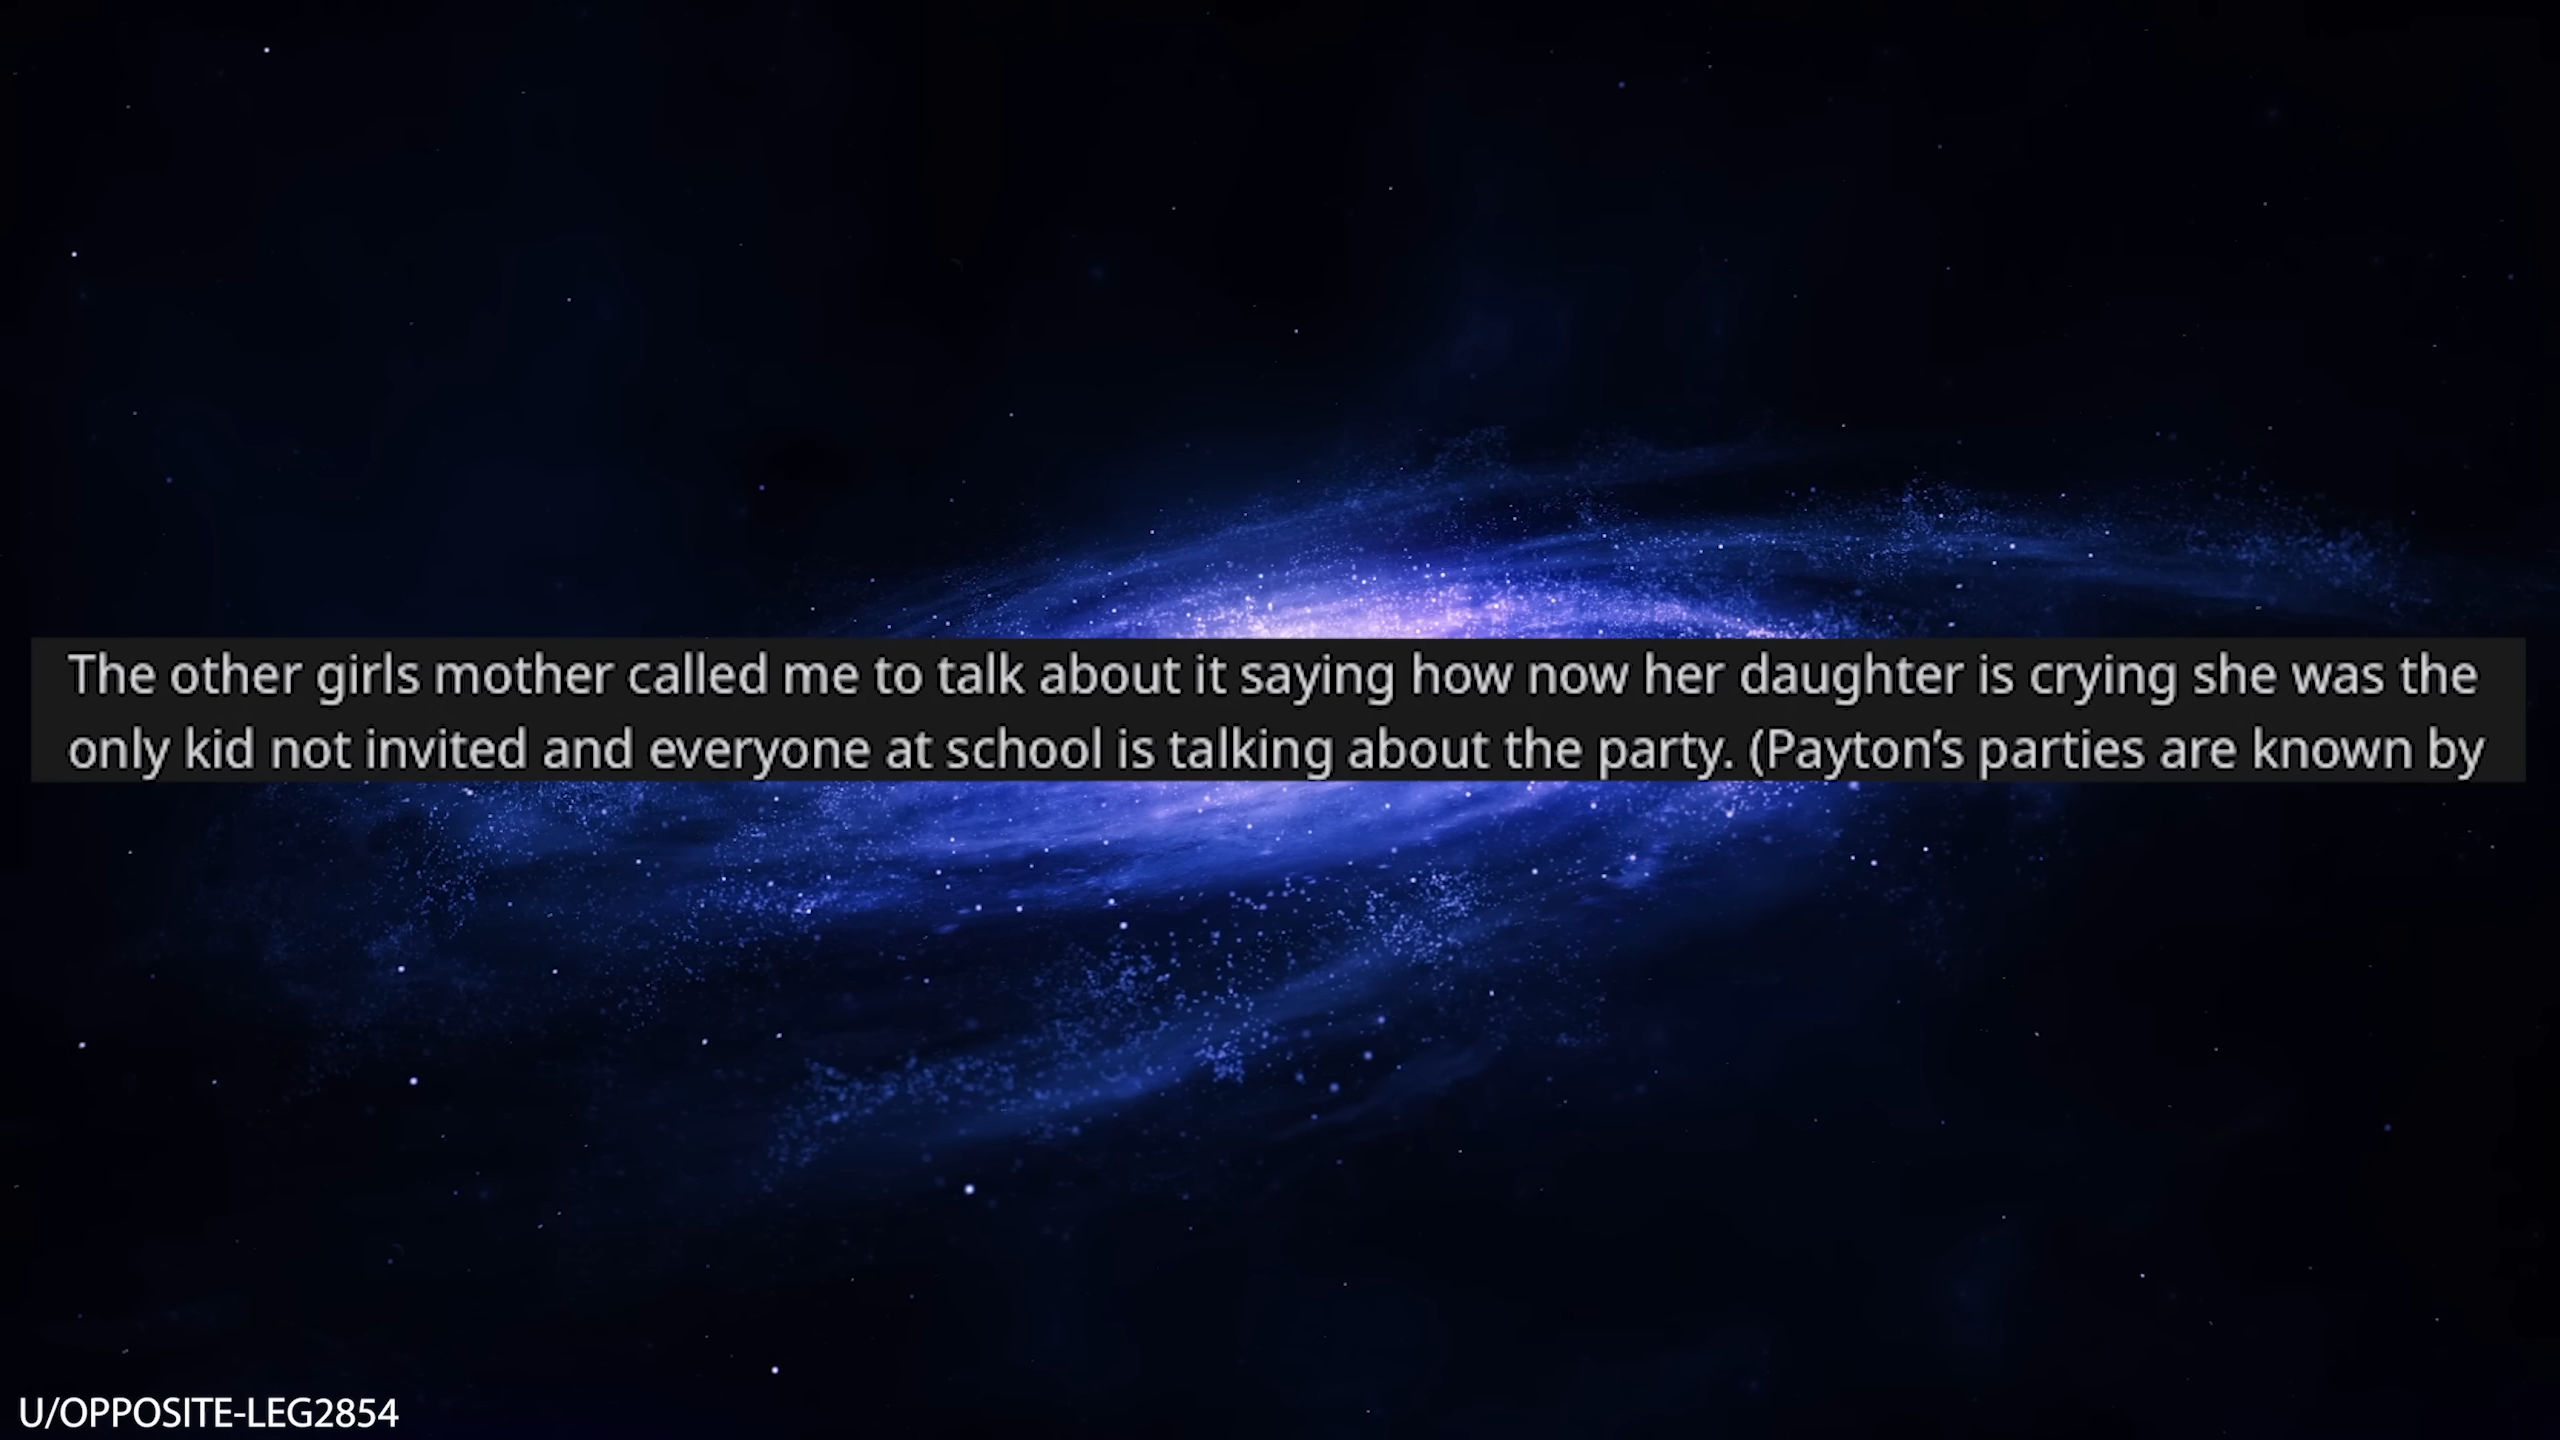 The other girls mother called me to talk about it saying how now her daughter is crying she was the
only kid not invited and everyone at school is talking about the party. (Payton’s parties are known by
U/OPPOSITE-LEG2854